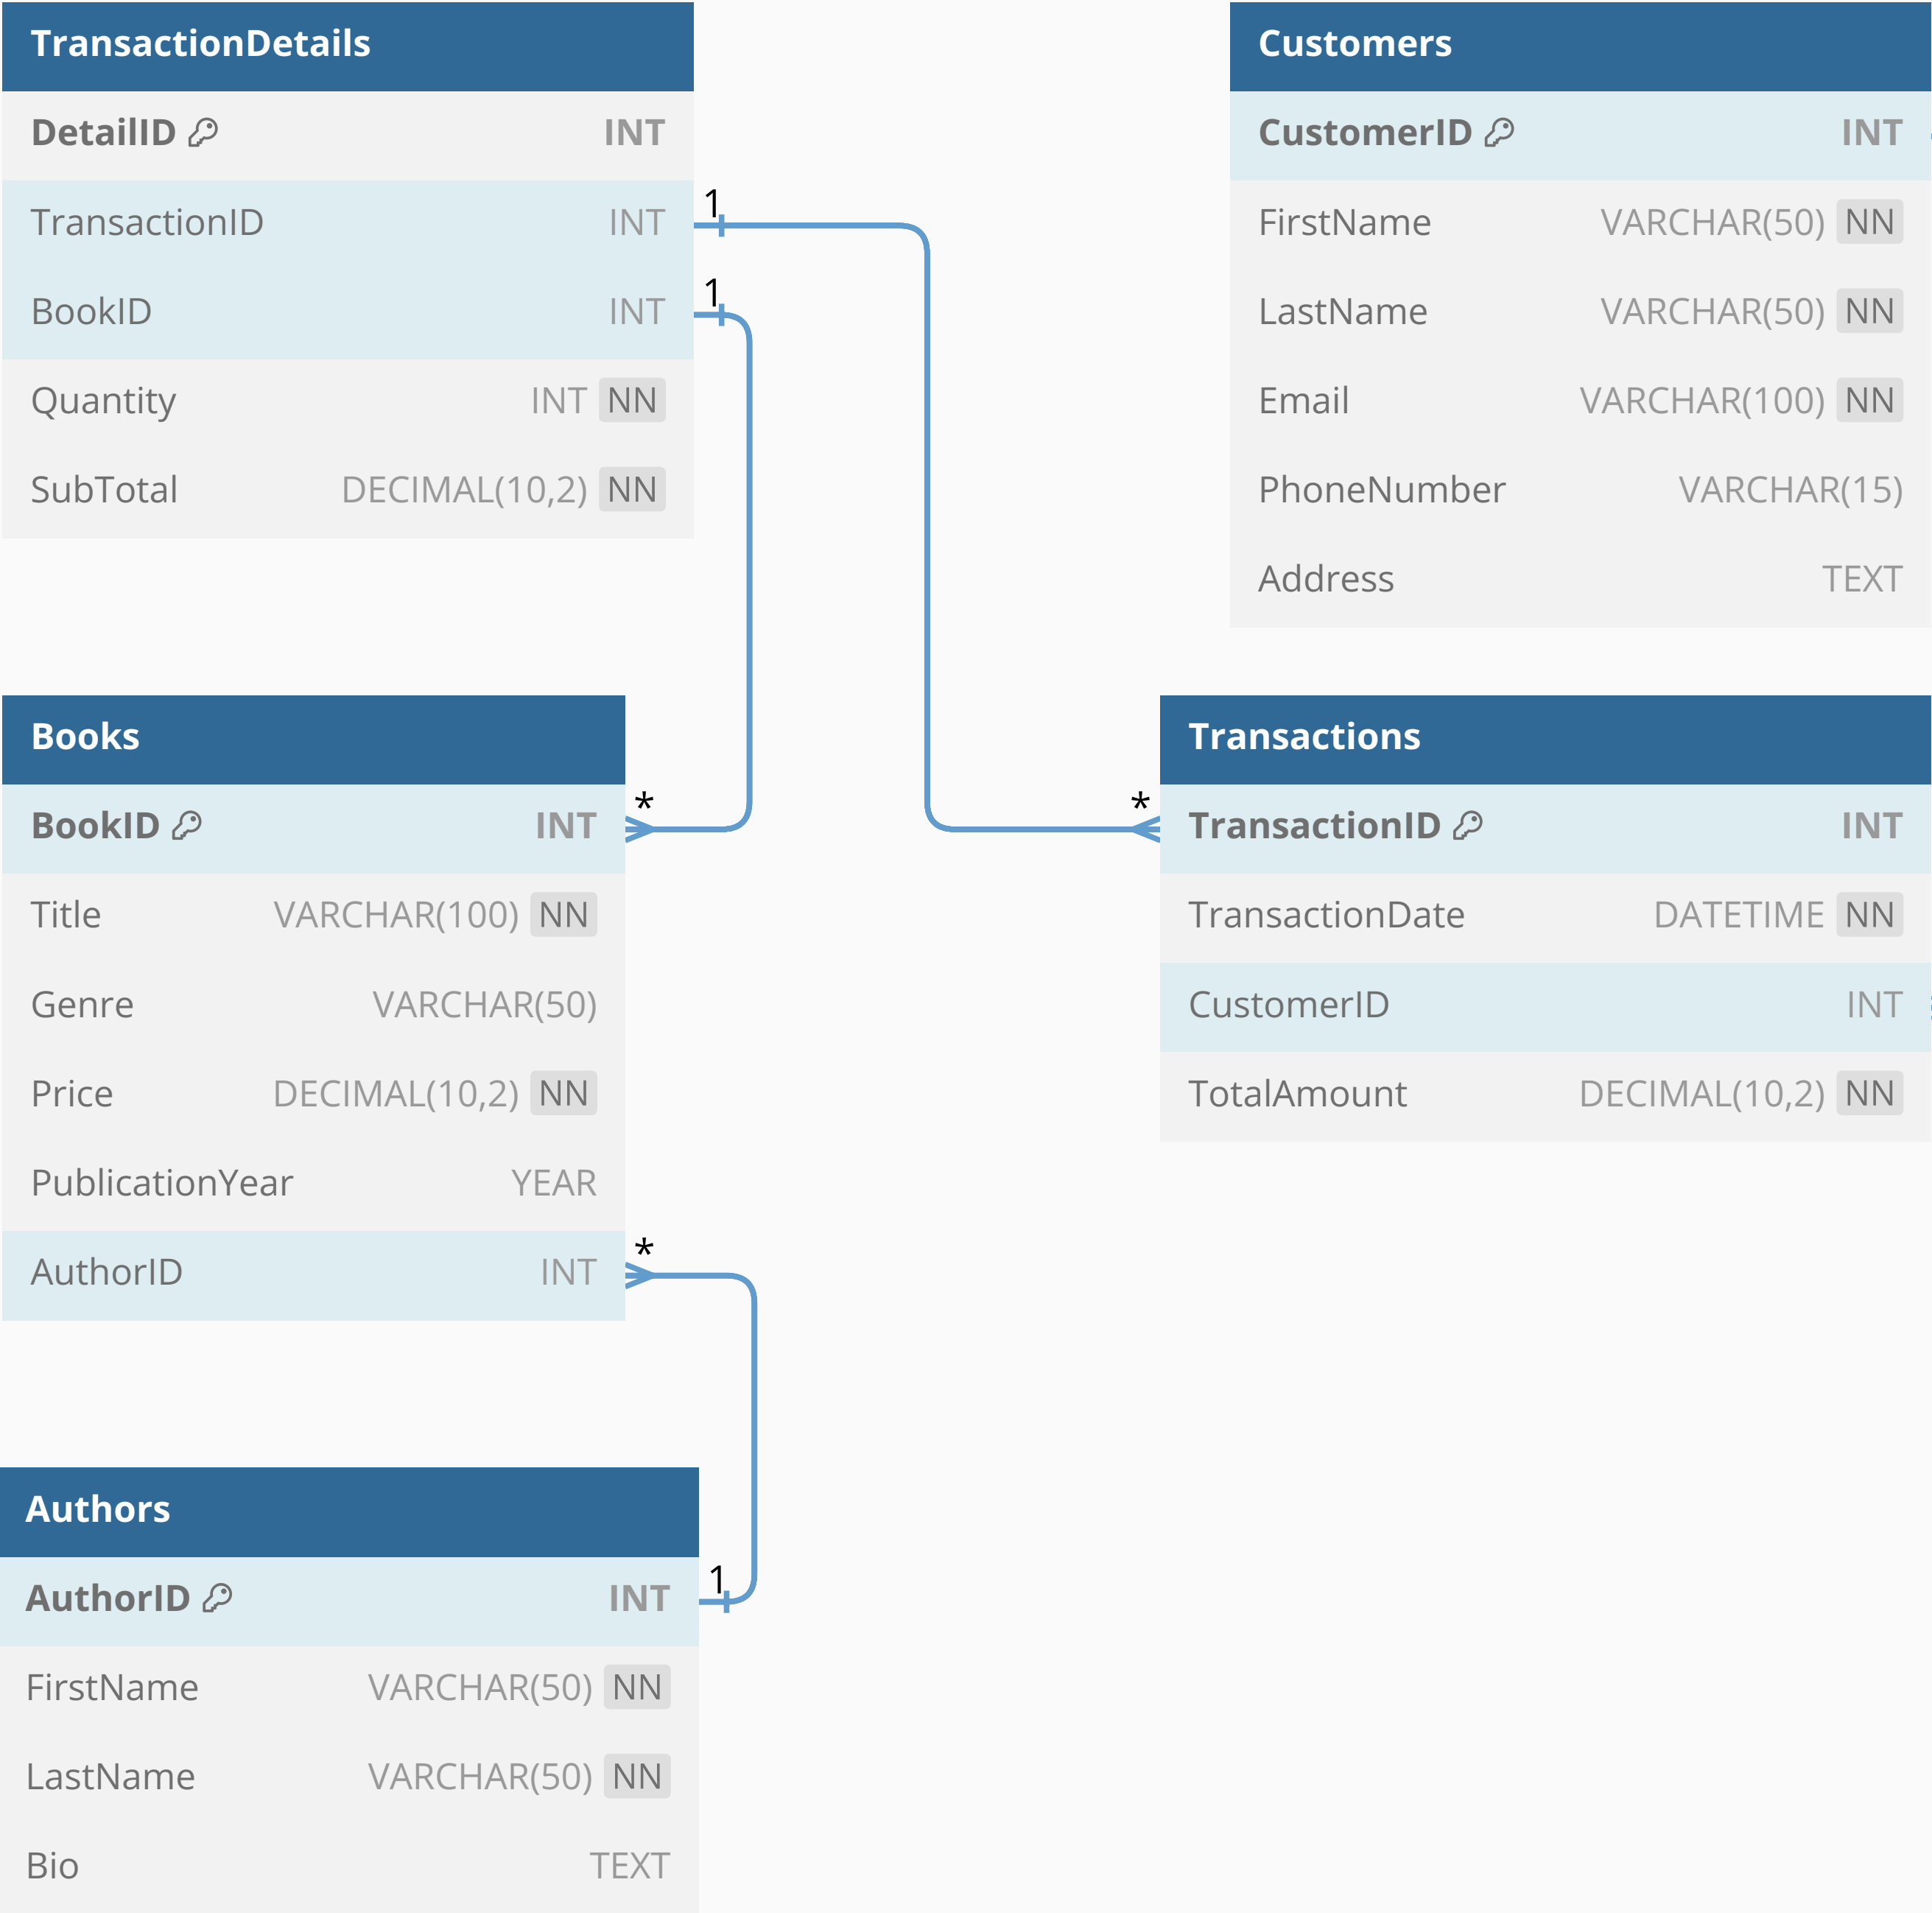 TransactionDetails
DetailID INT
TransactionID INT
BookID INT
Quantity INT NN
SubTotal DECIMAL(10,2) NN
1
1
Customers
CustomerID INT
FirstName VARCHAR(50) NN
LastName VARCHAR(50) NN
Email VARCHAR(100) NN
PhoneNumber VARCHAR(15)
Address TEXT
Books
BookID INT
Title VARCHAR(100) NN
Genre VARCHAR(50)
Price DECIMAL(10,2) NN
PublicationYear YEAR
AuthorID INT
*
*
*
Transactions
TransactionID INT
TransactionDate DATETIME NN
CustomerID INT
TotalAmount DECIMAL(10,2) NN
Authors
AuthorID INT
1
FirstName VARCHAR(50) NN
LastName VARCHAR(50) NN
Bio TEXT